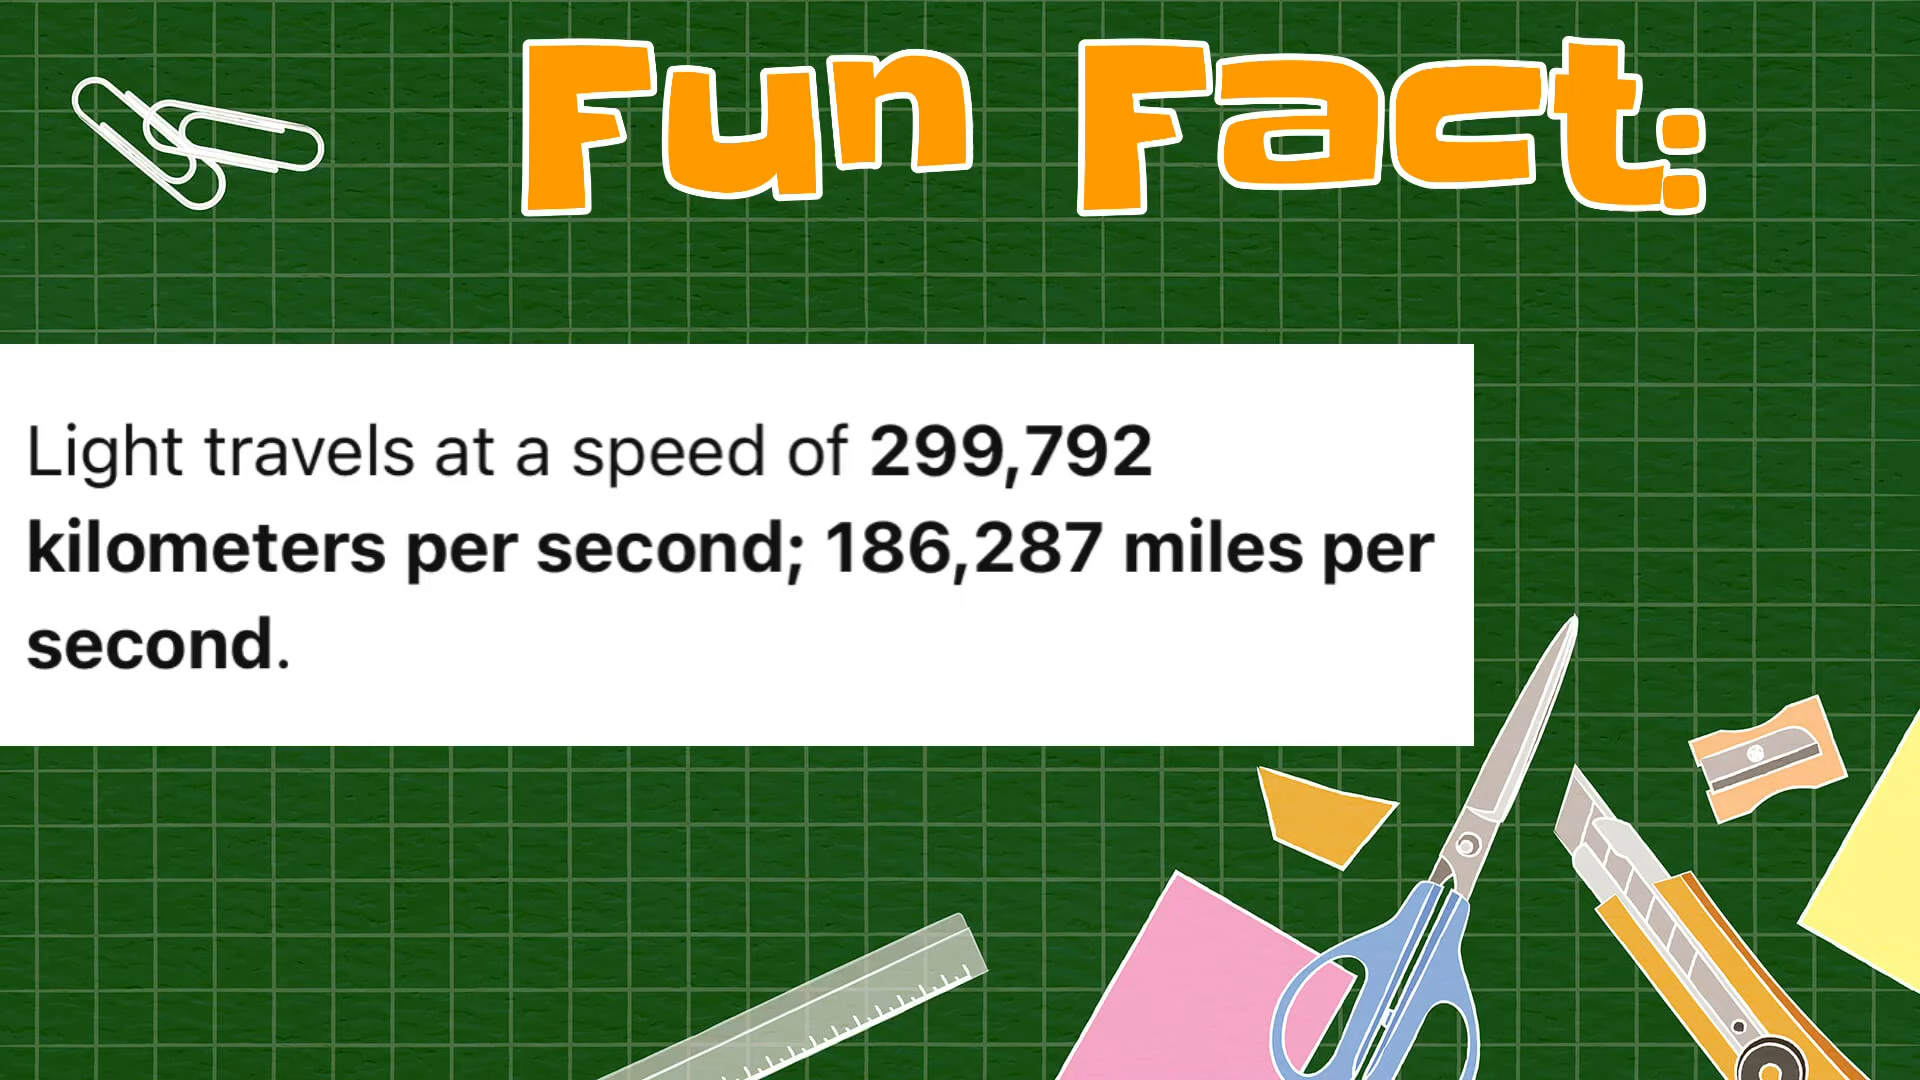 Fun Fact:
Light travels at a speed of 299,792
kilometers per second; 186,287 miles per
second.